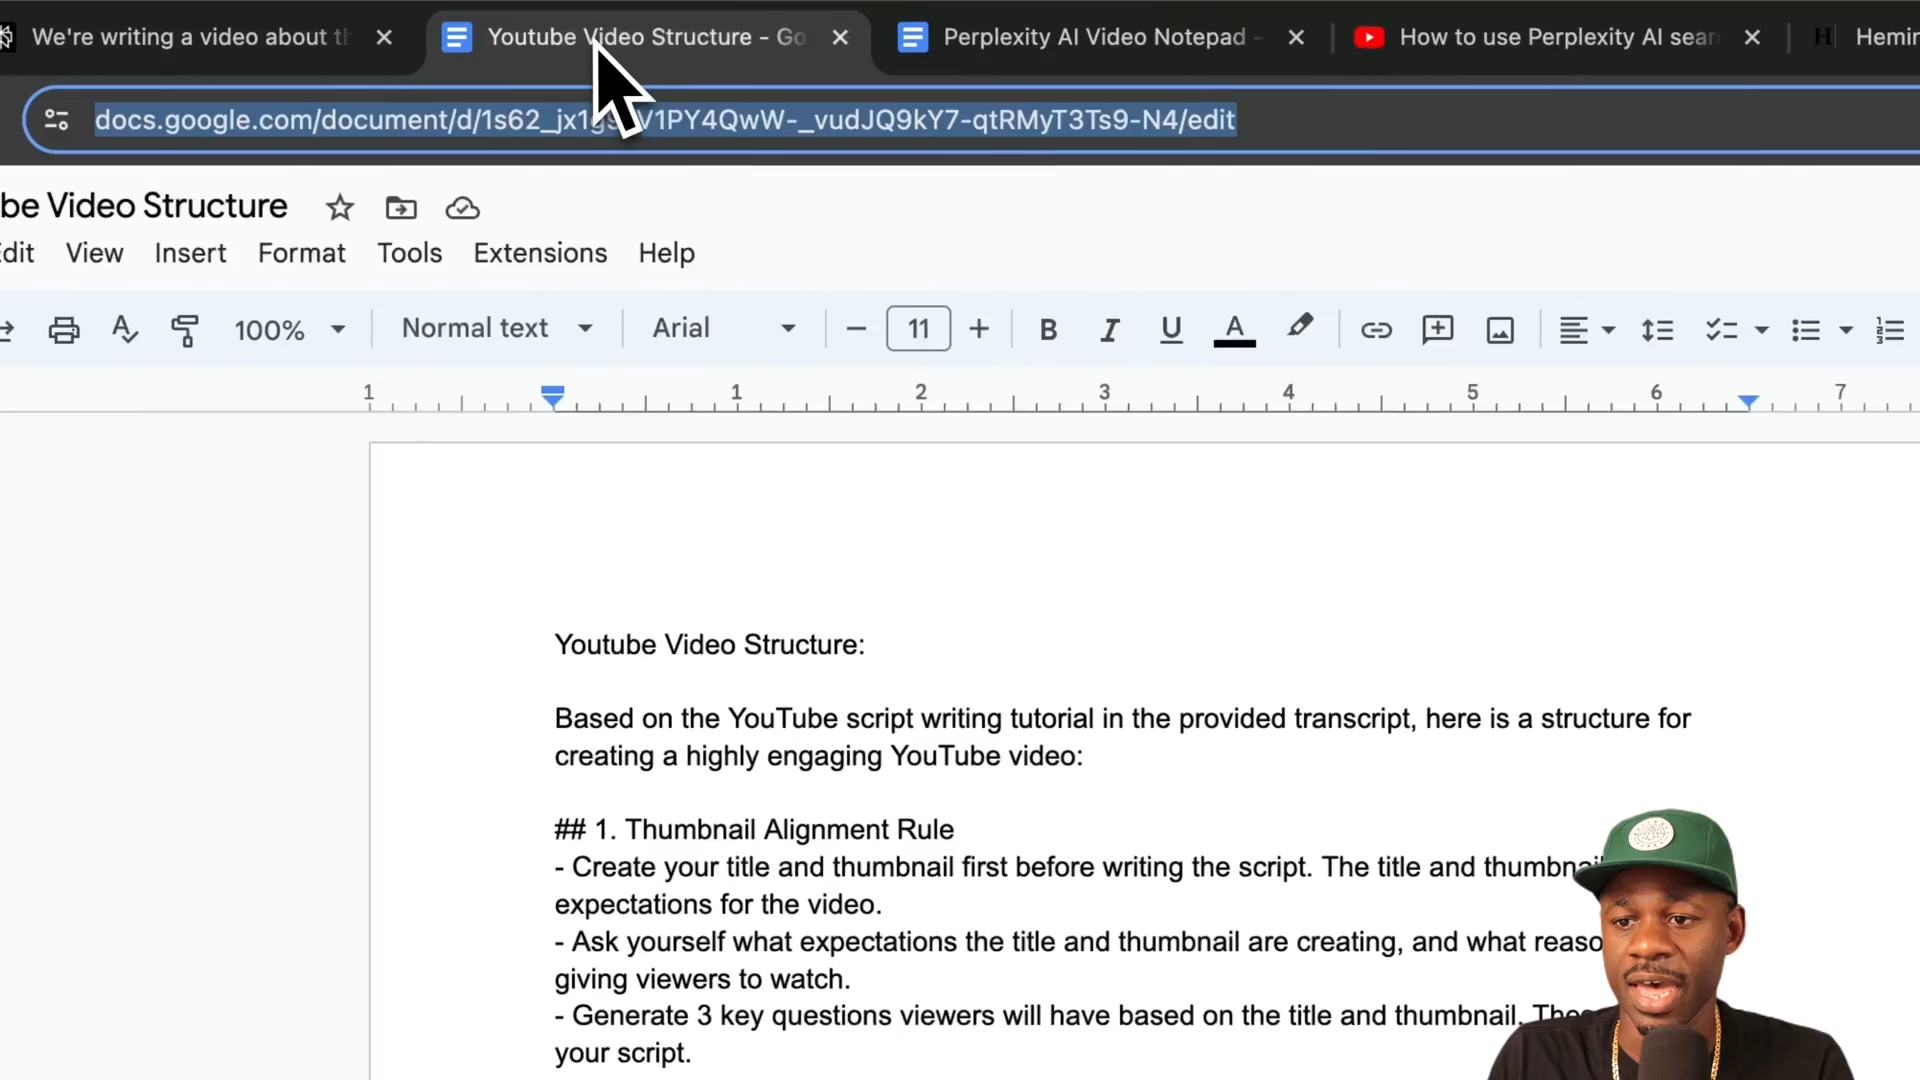 We're writing a video about t
Youtube Video Structure - Go
Perplexity AI Video Notepad -
How to use Perplexity AI sear
H
Hemin
docs.google.com/document/d/1s62_jx1g V1PY4QwW-_vudJQ9kY7-qtRMyT3Ts9-N4/edit
be Video Structure
Edit View Insert Format Tools Extensions Help
100% Normal text Arial 11 B I U A
1 1 2 3 4 5 6 7
Youtube Video Structure:
Based on the YouTube script writing tutorial in the provided transcript, here is a structure for
creating a highly engaging YouTube video:
## 1. Thumbnail Alignment Rule
- Create your title and thumbnail first before writing the script. The title and thumbnail
expectations for the video.
- Ask yourself what expectations the title and thumbnail are creating, and what reaso
giving viewers to watch.
- Generate 3 key questions viewers will have based on the title and thumbnail. Thes
your script.